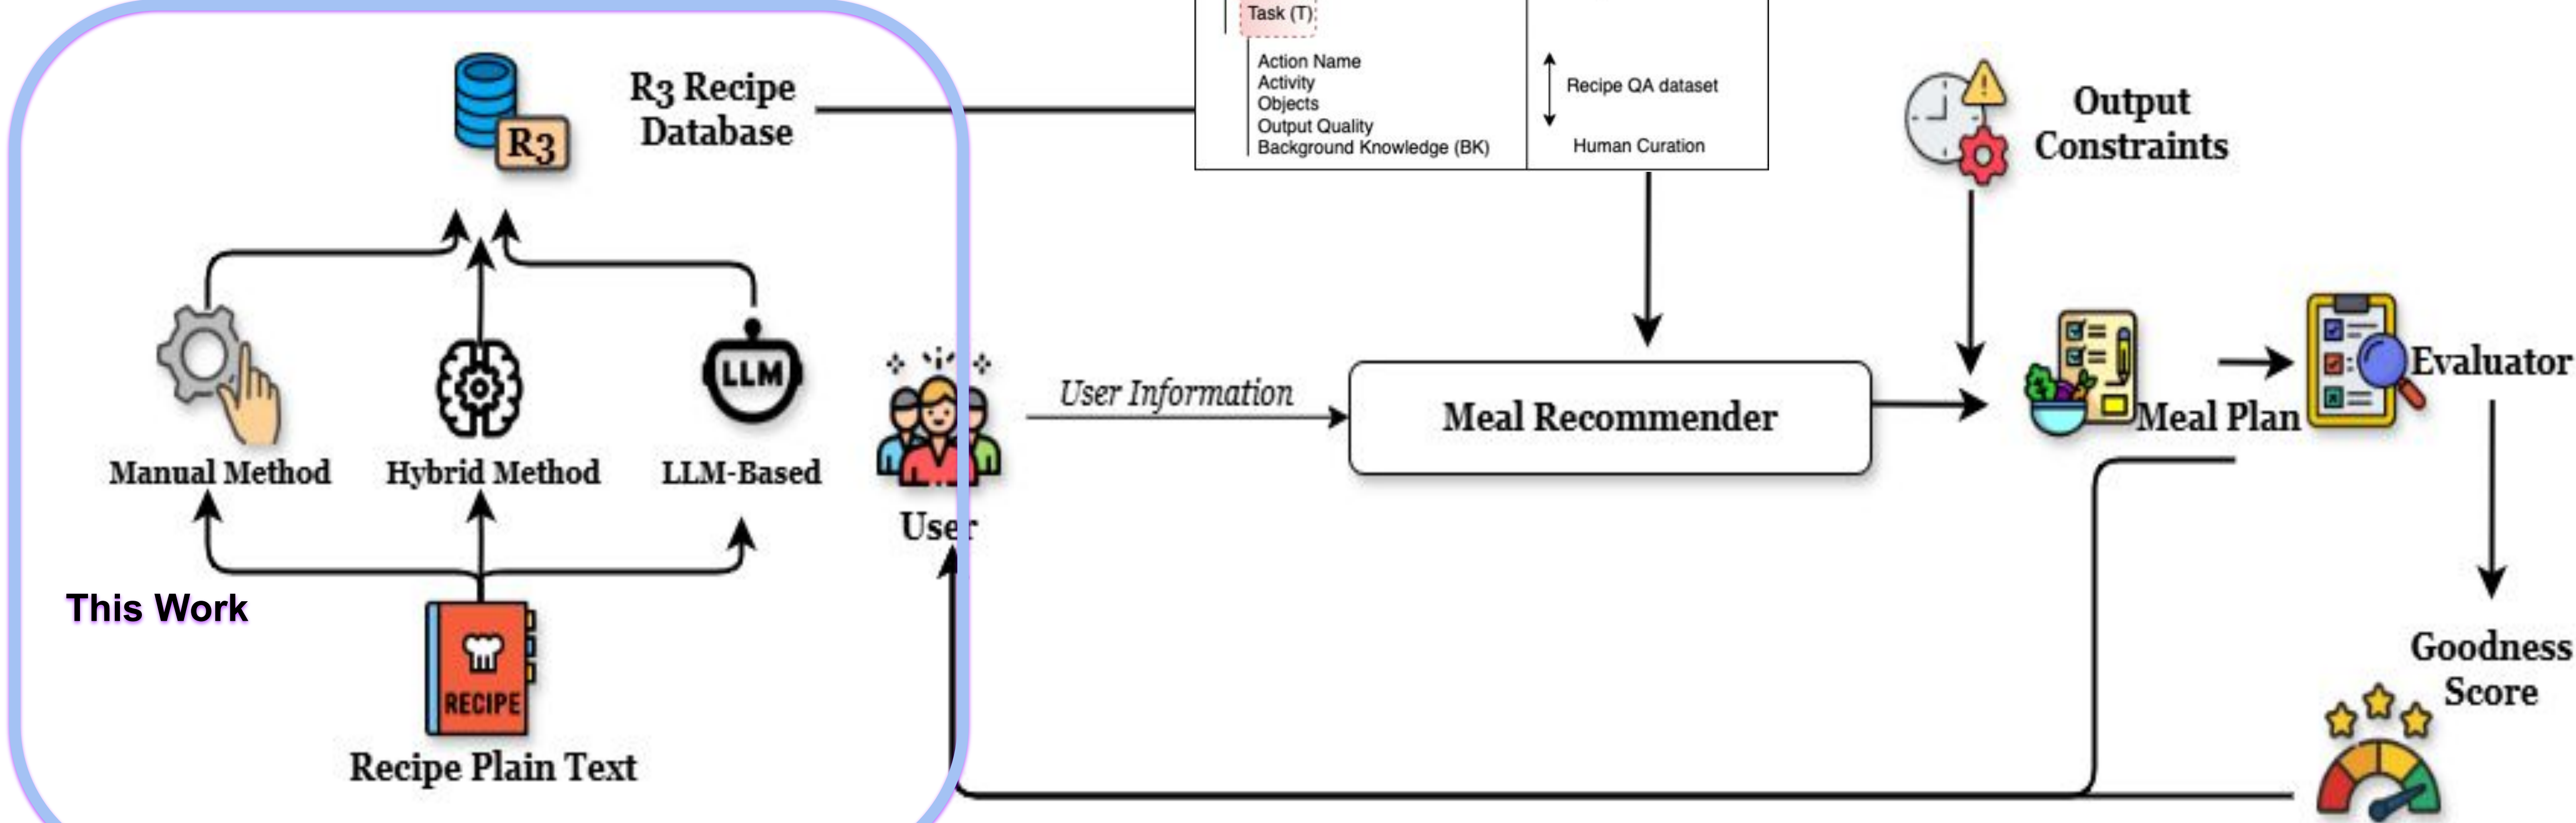 Task (T)
Action Name
Activity
Objects
Output Quality
Background Knowledge (BK)
Recipe QA dataset
Human Curation
R3 Recipe
Database
R3
Output
Constraints
LLM
Manual Method
Hybrid Method
LLM-Based
User
User Information
Meal Recommender
Meal Plan
Evaluator
This Work
RECIPE
Recipe Plain Text
Goodness
Score